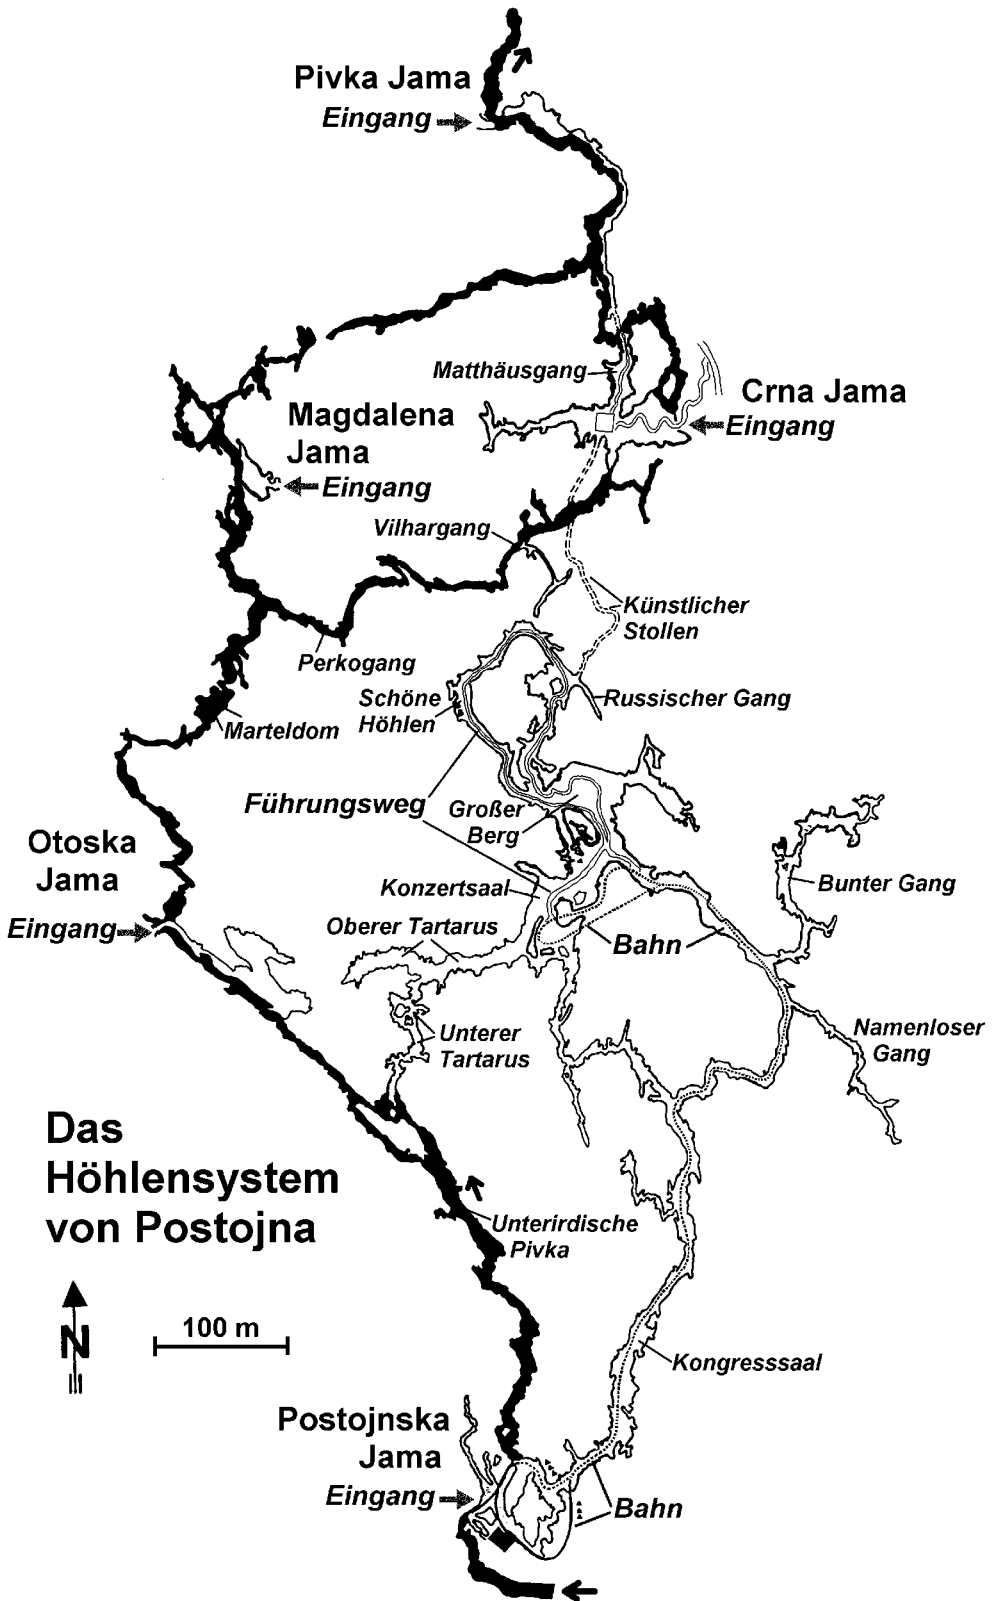 Pivka Jama
Eingang
Matthäusgang
Crna Jama
Eingang
Magdalena
Jama
Eingang
Vilhargang
Künstlicher
Stollen
Perkogang
Schöne
Höhlen
Russischer Gang
Marteldom
Führungsweg
Großer
Berg
Otoska
Jama
Eingang
Konzertsaal
Bunter Gang
Oberer Tartarus
Bahn
Unterer
Tartarus
Namenloser
Gang
Das
Höhlensystem
von Postojna
Unterirdische
Pivka
N
100 m
Kongresssaal
Postojnska
Jama
Eingang
Bahn